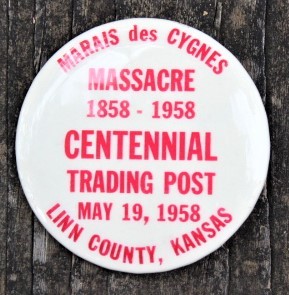 MARAIS des CYGNES
MASSACRE
1858 - 1958
CENTENNIAL
TRADING POST
MAY 19, 1958
LINN COUNTY, KANSAS